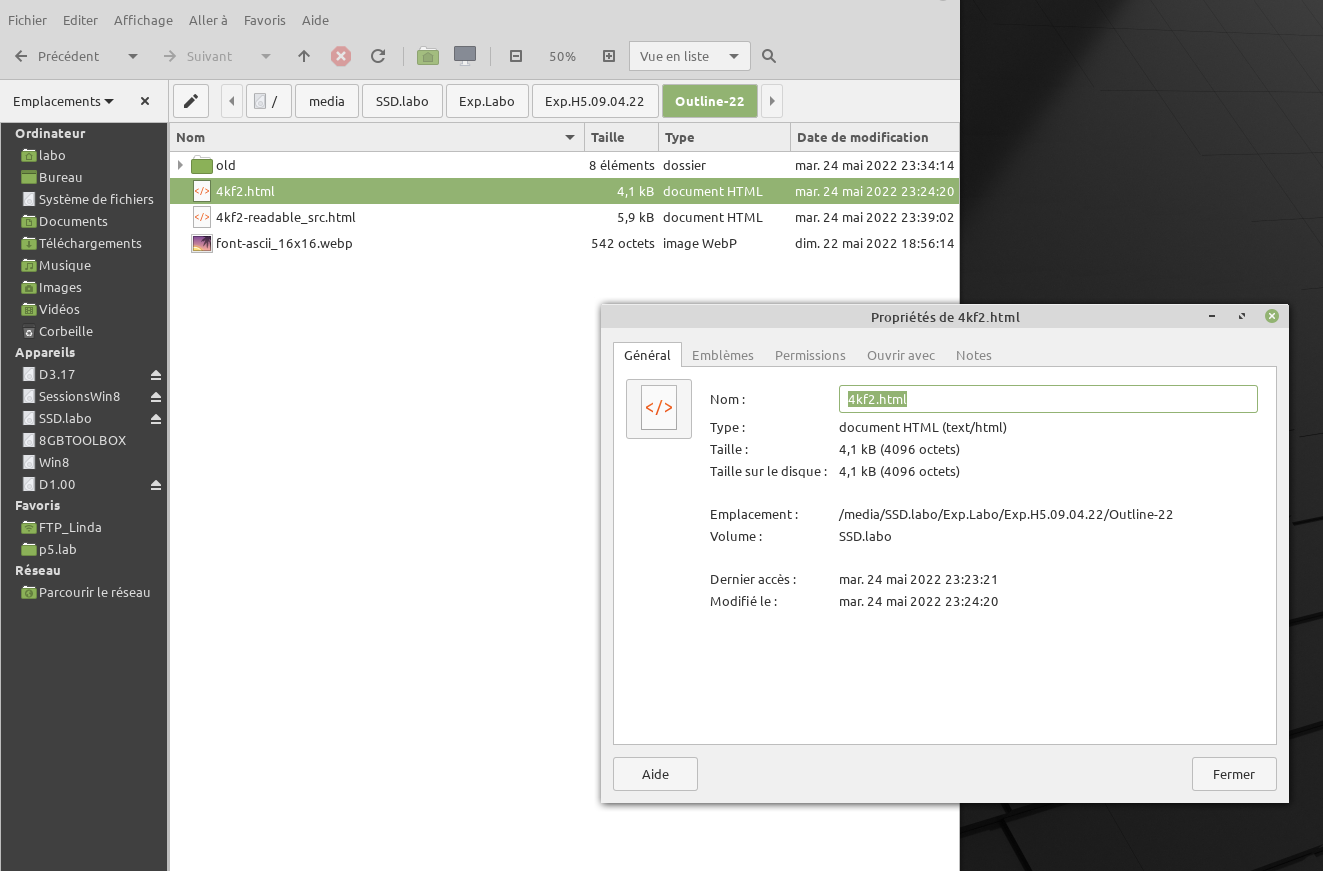 Fichier Editer Affichage Aller à Favoris Aide
Précédent Suivant 50% Vue en liste
Emplacements / media SSD.labo Exp.Labo Exp.H5.09.04.22 Outline-22
Nom Taille Type Date de modification
old 8 éléments dossier mar. 24 mai 2022 23:34:14
4kf2.html 4,1 kB document HTML mar. 24 mai 2022 23:24:20
4kf2-readable_src.html 5,9 kB document HTML mar. 24 mai 2022 23:39:02
font-ascii_16x16.webp 542 octets image WebP dim. 22 mai 2022 18:56:14
Ordinateur
labo
Bureau
Système de fichiers
Documents
Téléchargements
Musique
Images
Vidéos
Corbeille
Appareils
D3.17
SessionsWin8
SSD.labo
8GBTOOLBOX
Win8
D1.00
Favoris
FTP_Linda
p5.lab
Réseau
Parcourir le réseau
Propriétés de 4kf2.html
Général Emblèmes Permissions Ouvrir avec Notes
Nom : 4kf2.html
Type : document HTML (text/html)
Taille : 4,1 kB (4096 octets)
Taille sur le disque : 4,1 kB (4096 octets)
Emplacement : /media/SSD.labo/Exp.Labo/Exp.H5.09.04.22/Outline-22
Volume : SSD.labo
Dernier accès : mar. 24 mai 2022 23:23:21
Modifié le : mar. 24 mai 2022 23:24:20
Aide Fermer